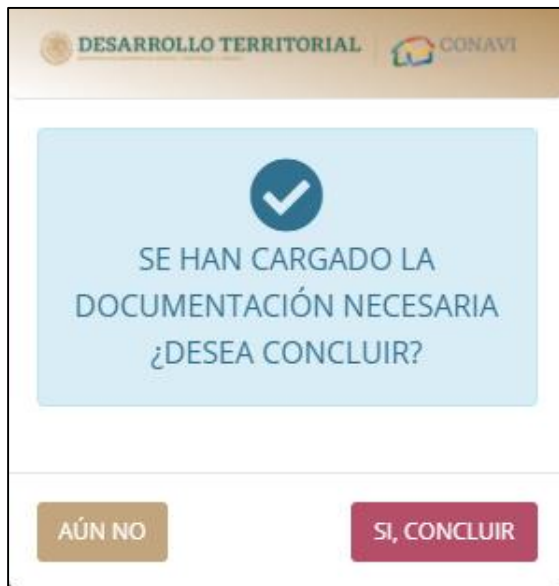 DESARROLLO TERRITORIAL CONAVI
SE HAN CARGADO LA
DOCUMENTACIÓN NECESARIA
¿DESEA CONCLUIR?
AÚN NO SI, CONCLUIR